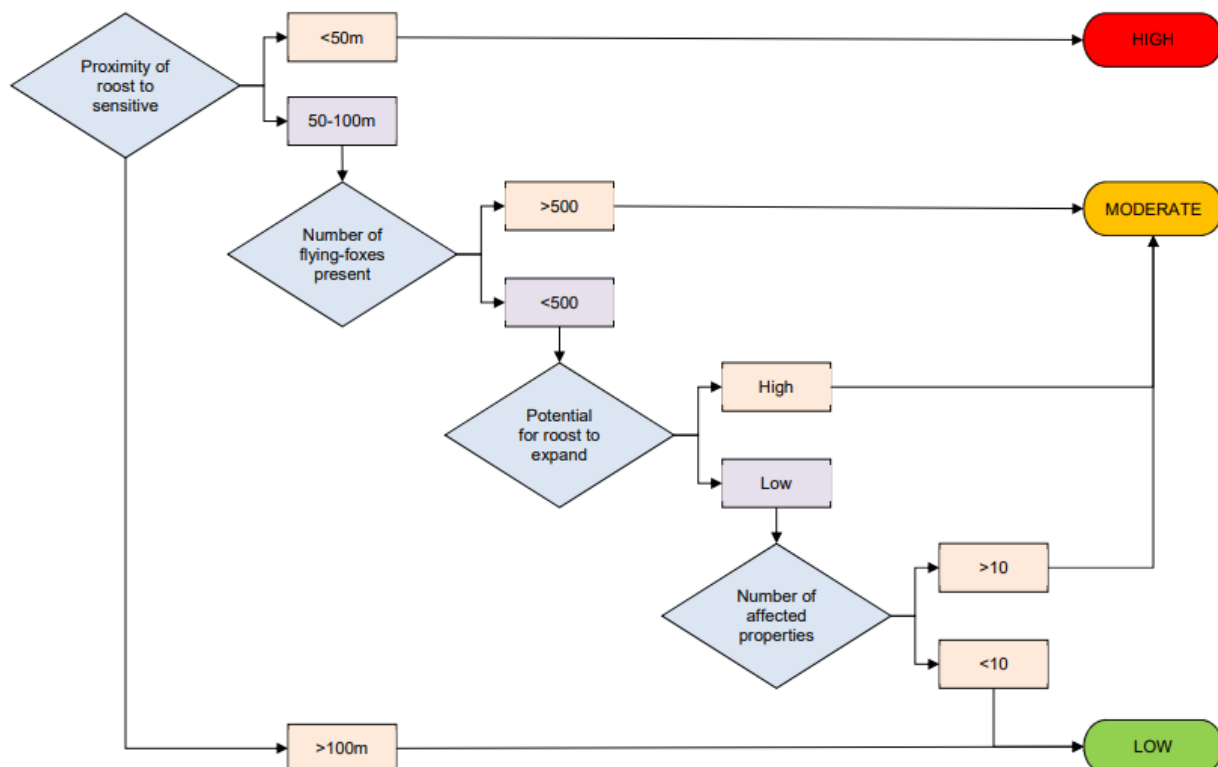 <50m
HIGH
Proximity of
roost to
sensitive
50-100m
>500
MODERATE
Number of
flying-foxes
present
<500
High
Potential
for roost to
expand
Low
>10
Number of
affected
properties
<10
>100m
LOW